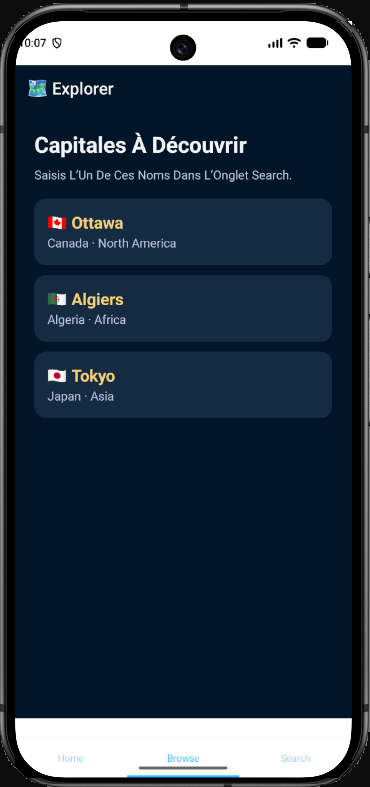 10:07
Explorer
Capitales À Découvrir
Saisis L'Un De Ces Noms Dans L'Onglet Search.
Ottawa
Canada · North America
Algiers
Algeria · Africa
Tokyo
Japan · Asia
Home Browse Search